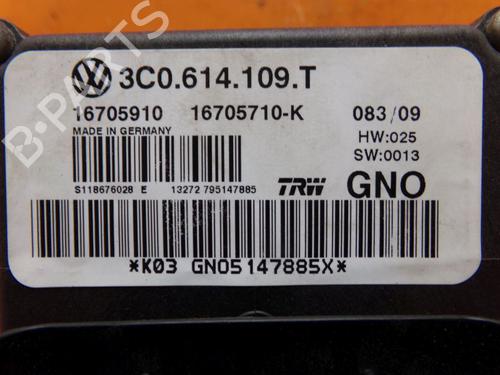 3C0.614.109.T
16705910 16705710-K 083/09
MADE IN GERMANY HW:025
SW:0013
S118676028 E 13272 795147885 TRW GNO
*K03 GNO5147885X*
B-PARTS